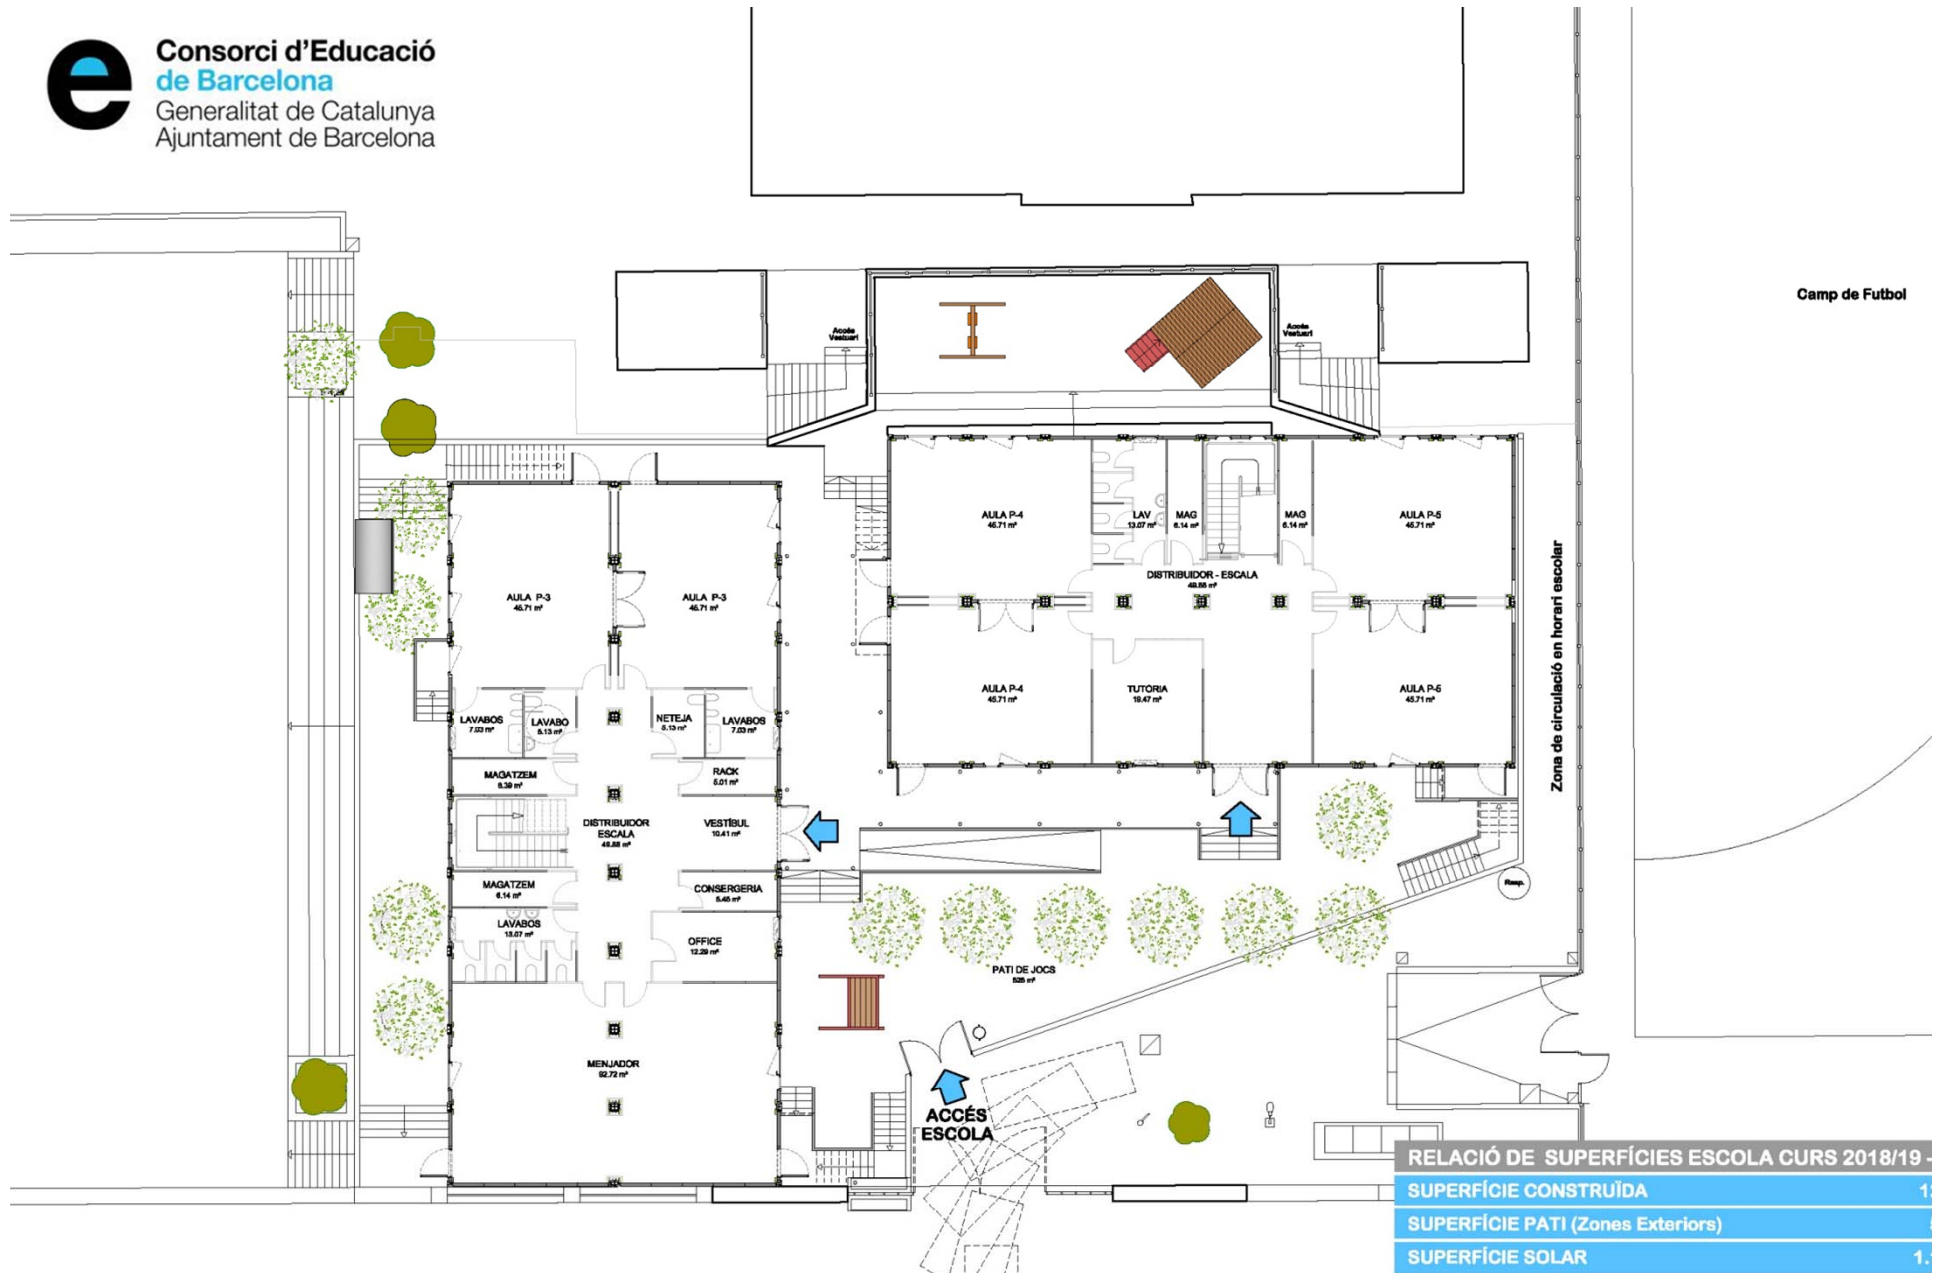 Consorci d'Educació
de Barcelona
Generalitat de Catalunya
Ajuntament de Barcelona
Camp de Futbol
Accés
Vestuari
Accés
Vestuari
AULA P-4
45.71 m²
LAV
13.07 m²
MAG
6.14 m²
MAG
6.14 m²
AULA P-5
45.71 m²
DISTRIBUIDOR - ESCALA
AULA P-3
45.71 m²
AULA P-3
45.71 m²
Zona de circulació en horari escolar
AULA P-4
45.71 m²
TUTORIA
19.47 m²
AULA P-5
45.71 m²
LAVABOS
7.03 m²
LAVABO
5.13 m²
NETEJA
5.13 m²
LAVABOS
7.03 m²
MAGATZEM
RACK
5.01 m²
DISTRIBUIDOR
ESCALA
VESTÍBUL
10.41 m²
MAGATZEM
6.14 m²
CONSERGERIA
LAVABOS
13.07 m²
OFFICE
12.29 m²
Resp.
PATI DE JOCS
MENJADOR
92.72 m²
ACCÉS
ESCOLA
RELACIÓ DE SUPERFÍCIES ESCOLA CURS 2018/19 -
SUPERFÍCIE CONSTRUÏDA
SUPERFÍCIE PATI (Zones Exteriors)
SUPERFÍCIE SOLAR 1.